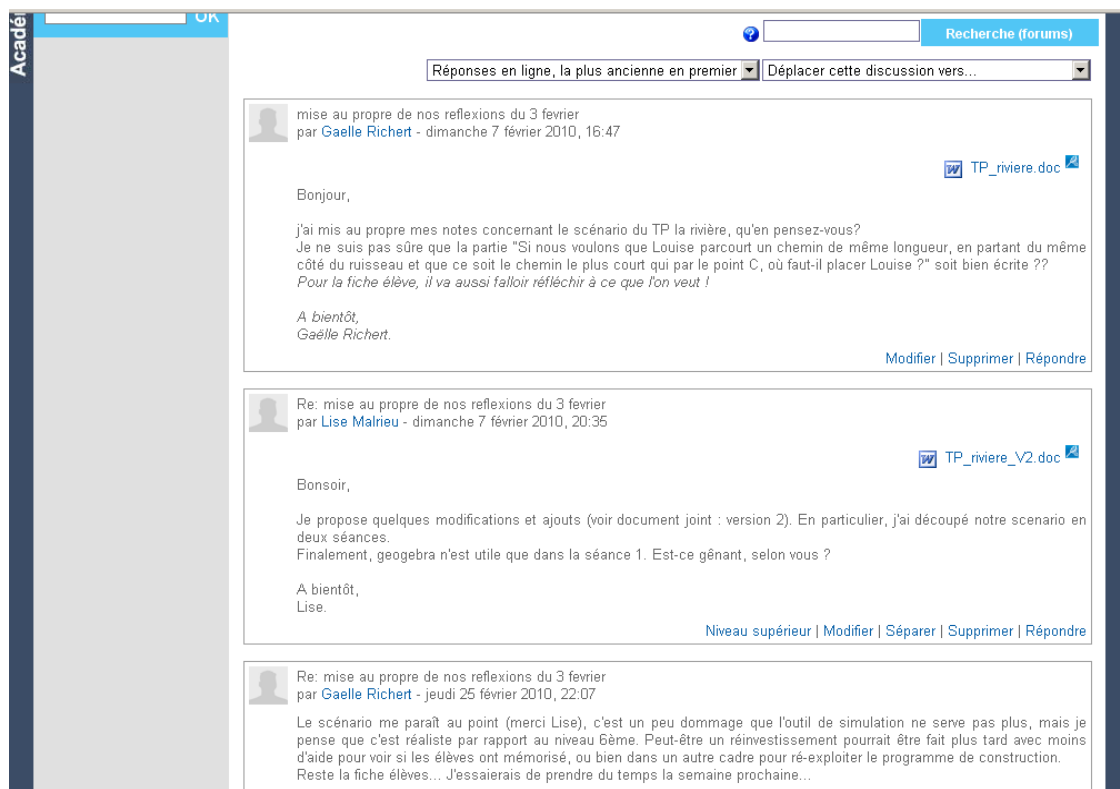 Acadé
OK
Recherche (forums)
Réponses en ligne, la plus ancienne en premier
Déplacer cette discussion vers...
mise au propre de nos reflexions du 3 fevrier
par Gaelle Richert - dimanche 7 février 2010, 16:47
TP_riviere.doc
Bonjour,
j'ai mis au propre mes notes concernant le scénario du TP la rivière, qu'en pensez-vous?
Je ne suis pas sûre que la partie "Si nous voulons que Louise parcourt un chemin de même longueur, en partant du même
côté du ruisseau et que ce soit le chemin le plus court qui par le point C, où faut-il placer Louise ?" soit bien écrite ??
Pour la fiche élève, il va aussi falloir réfléchir à ce que l'on veut !
A bientôt,
Gaëlle Richert.
Modifier | Supprimer | Répondre
Re: mise au propre de nos reflexions du 3 fevrier
par Lise Malrieu - dimanche 7 février 2010, 20:35
TP_riviere_V2.doc
Bonsoir,
Je propose quelques modifications et ajouts (voir document joint : version 2). En particulier, j'ai découpé notre scenario en
deux séances.
Finalement, geogebra n'est utile que dans la séance 1. Est-ce gênant, selon vous ?
A bientôt,
Lise.
Niveau supérieur | Modifier | Séparer | Supprimer | Répondre
Re: mise au propre de nos reflexions du 3 fevrier
par Gaelle Richert - jeudi 25 février 2010, 22:07
Le scénario me paraît au point (merci Lise), c'est un peu dommage que l'outil de simulation ne serve pas plus, mais je
pense que c'est réaliste par rapport au niveau 6ème. Peut-être un réinvestissement pourrait être fait plus tard avec moins
d'aide pour voir si les élèves ont mémorisé, ou bien dans un autre cadre pour ré-exploiter le programme de construction.
Reste la fiche élèves... J'essaierais de prendre du temps la semaine prochaine...